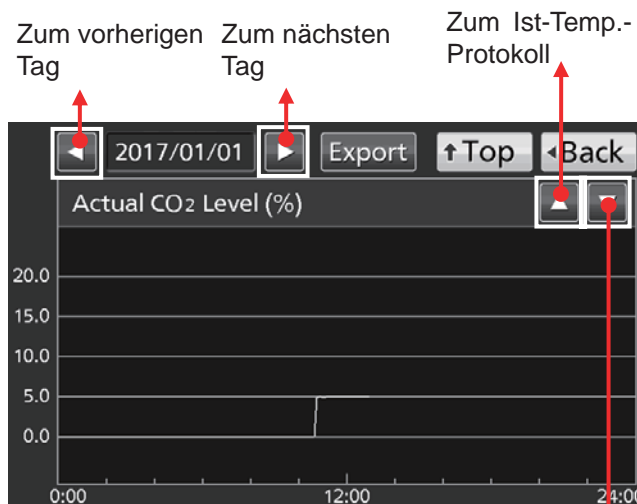 Zum vorherigen Tag
Zum nächsten Tag
Zum Ist-Temp.-Protokoll
2017/01/01 Export ↑Top Back
Actual CO2 Level (%)
20.0
15.0
10.0
5.0
0.0
0:00 12:00 24:00